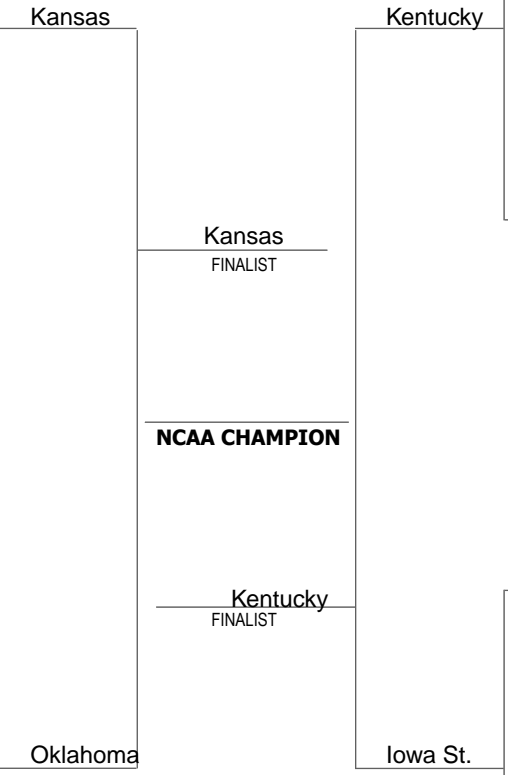 Kansas
Kentucky
Kansas
FINALIST
NCAA CHAMPION
Kentucky
FINALIST
Oklahoma
Iowa St.